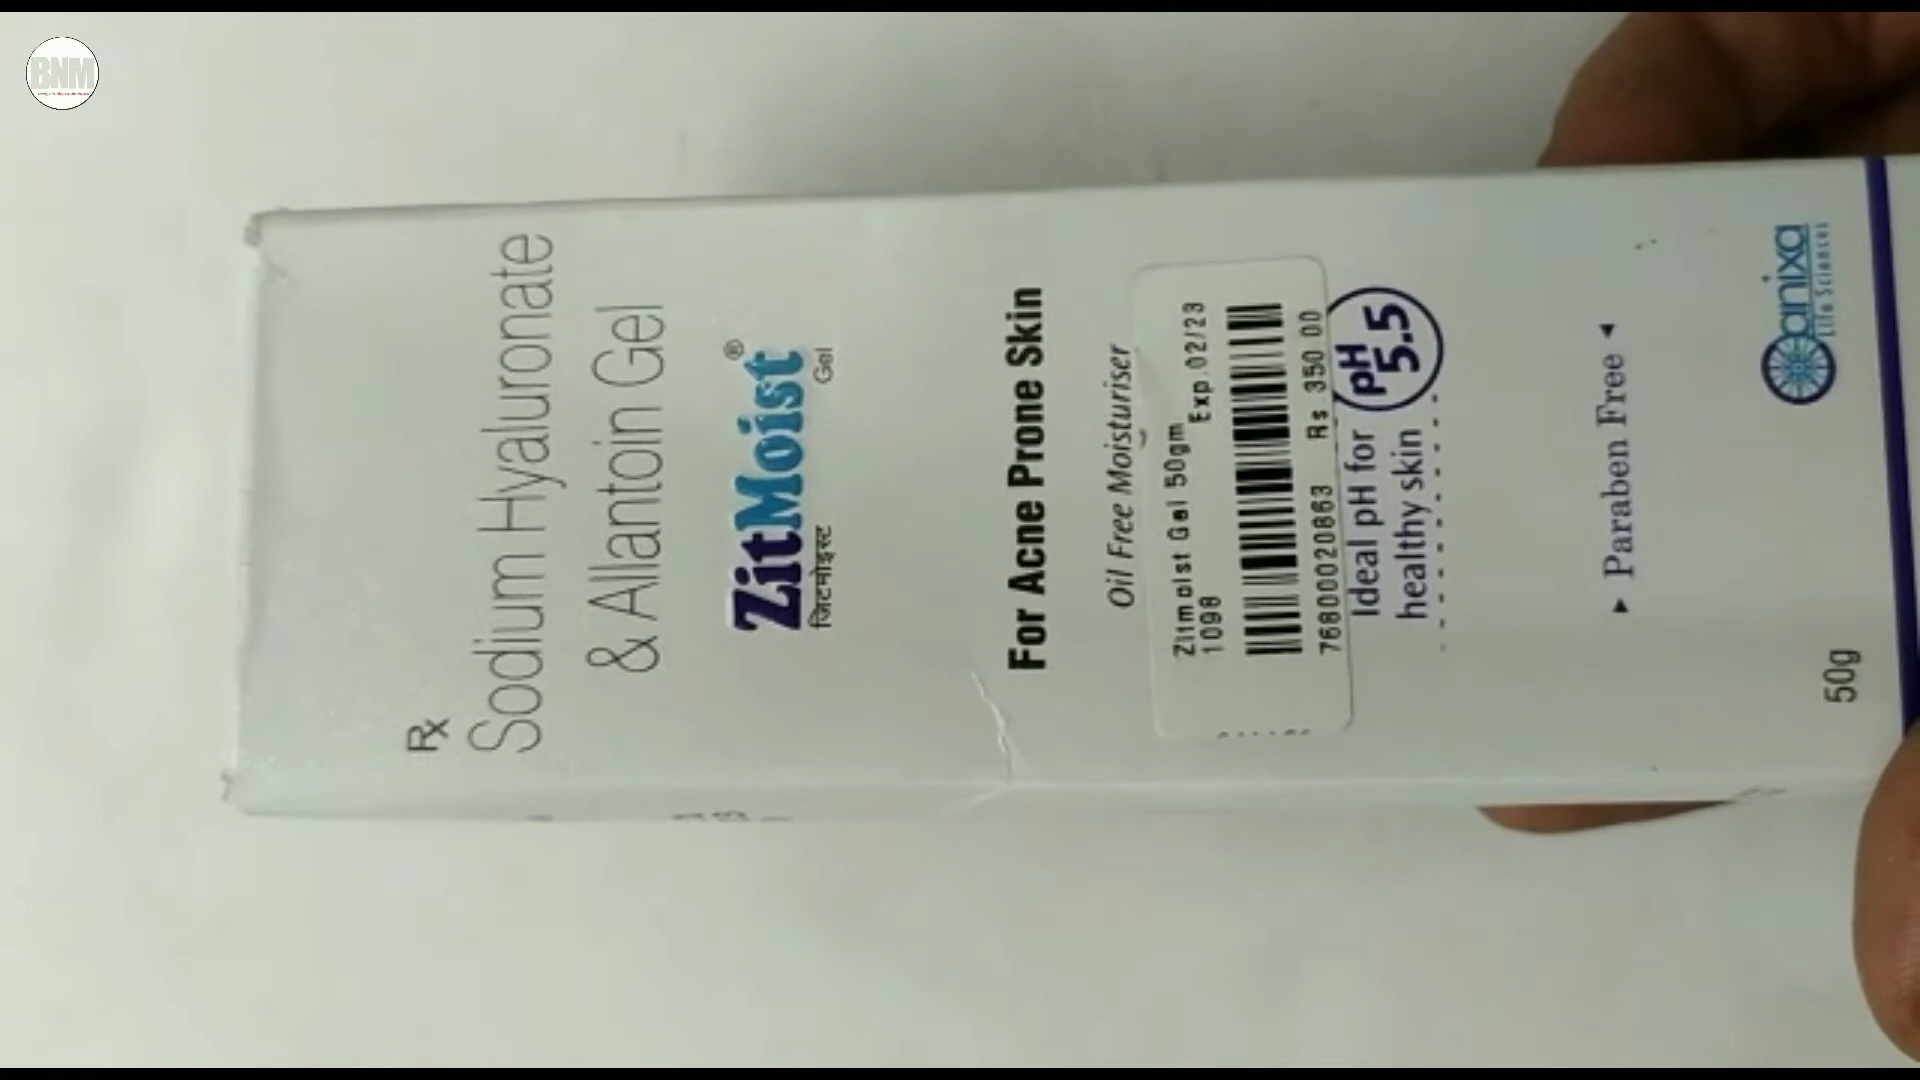 BNM
Rx
Sodium Hyaluronate
& Allantoin Gel
ZitMoist®
जिटमोइस्ट Gel
For Acne Prone Skin
Oil Free Moisturiser
Zitmoist Gel 50gm
1098 Exp.02/23
7680002 0863 Rs 350 00
Ideal pH for
healthy skin
pH
5.5
▸ Paraben Free ◂
50g
anixa
Life Sciences